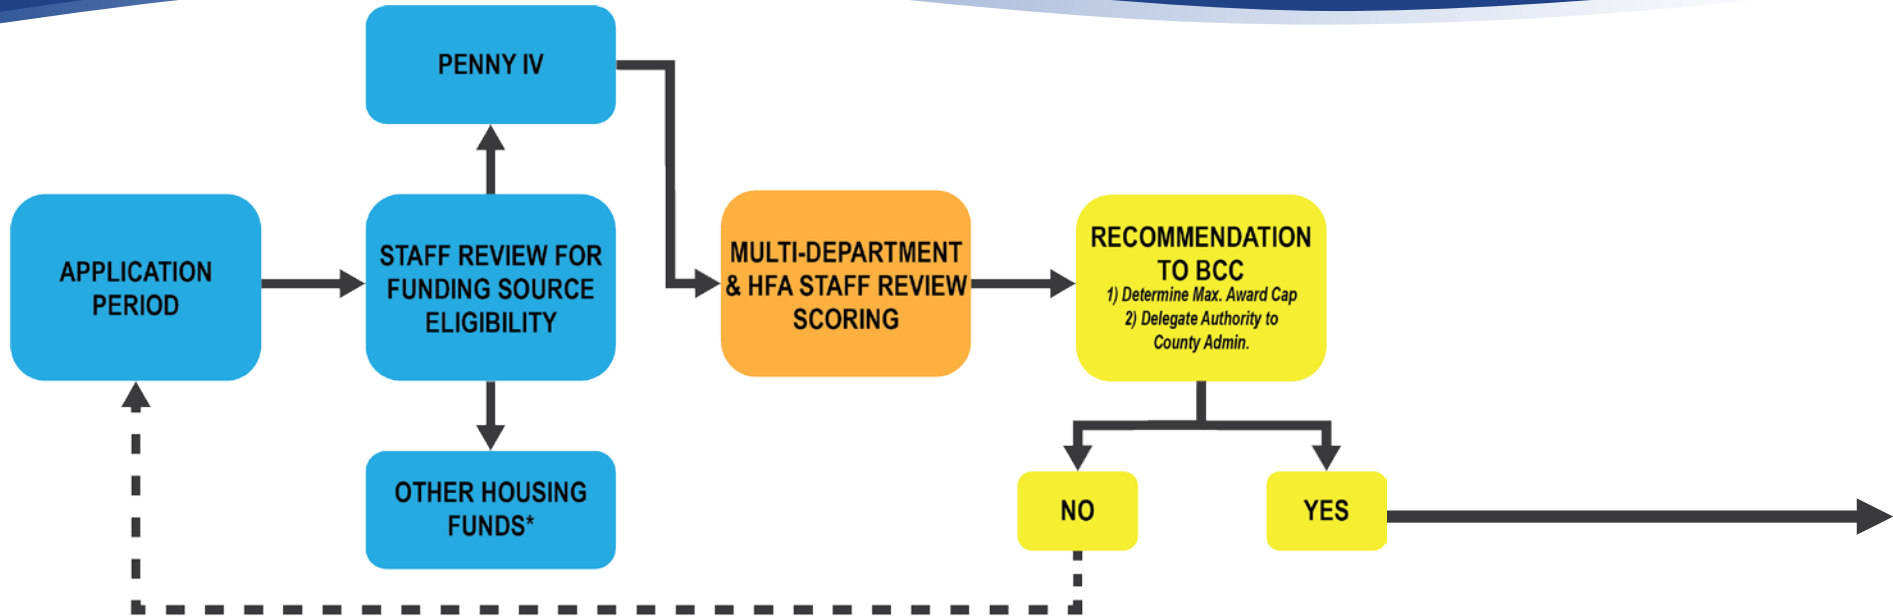 PENNY IV
APPLICATION
PERIOD
STAFF REVIEW FOR
FUNDING SOURCE
ELIGIBILITY
OTHER HOUSING
FUNDS*
MULTI-DEPARTMENT
& HFA STAFF REVIEW
SCORING
RECOMMENDATION
TO BCC
1) Determine Max. Award Cap
2) Delegate Authority to
County Admin.
NO
YES